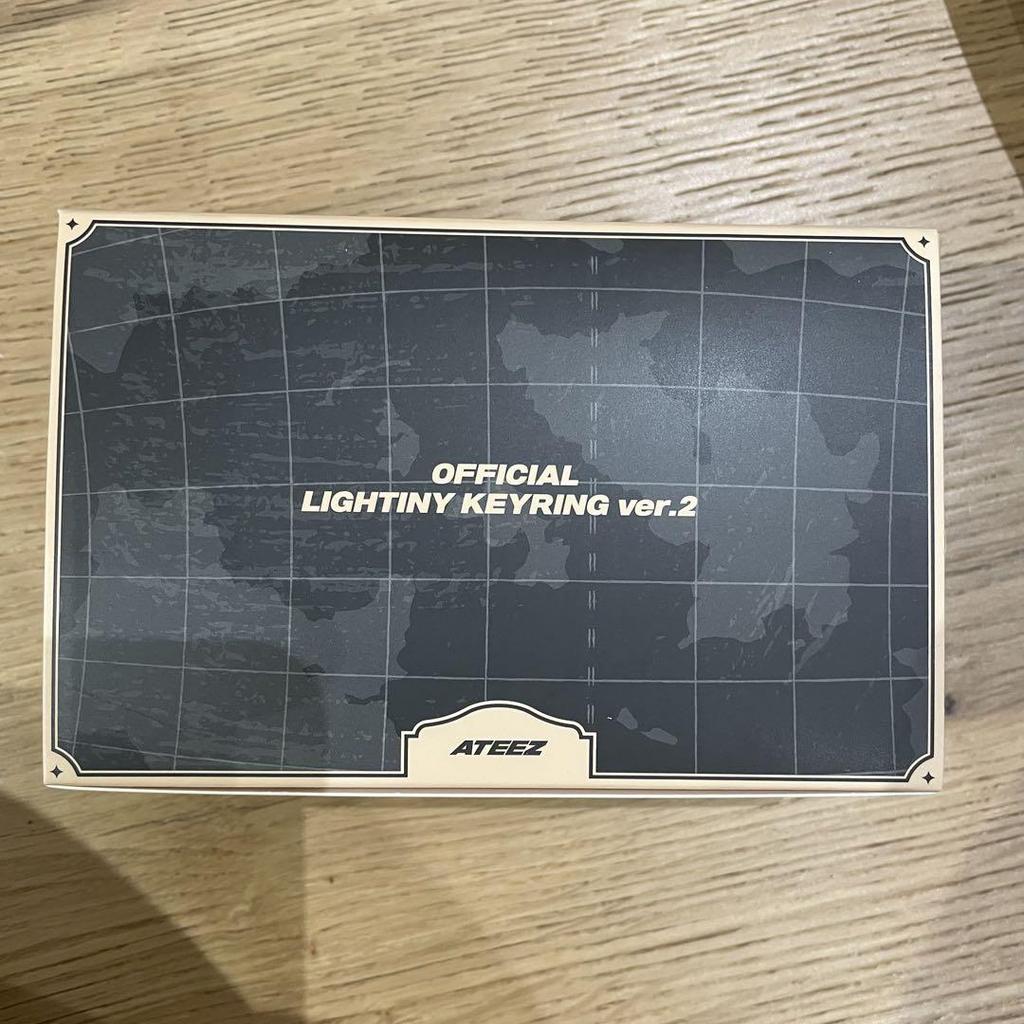 OFFICIAL
LIGHTINY KEYRING ver.2
ATEEZ